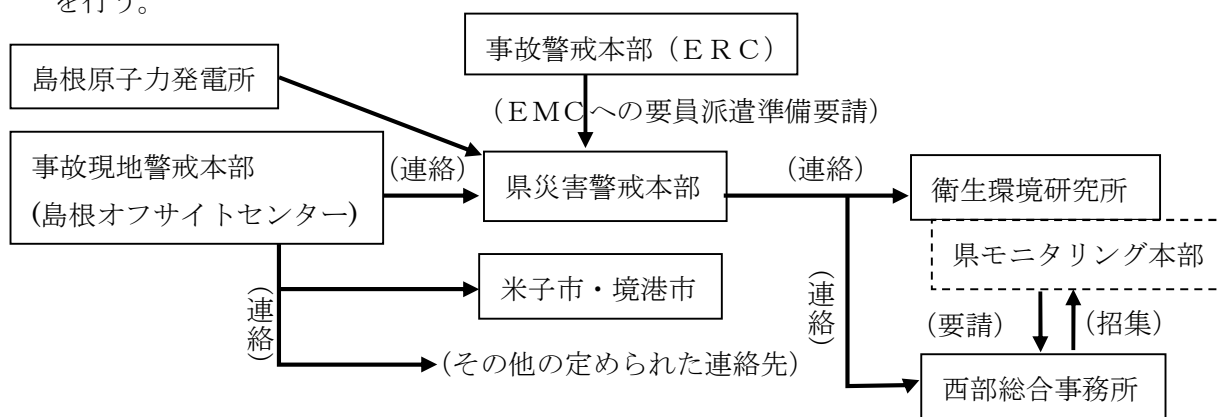 を行う。
事故警戒本部（ＥＲＣ）
島根原子力発電所
（ＥＭＣへの要員派遣準備要請）
事故現地警戒本部
(島根オフサイトセンター)
(連絡)
県災害警戒本部
(連絡)
衛生環境研究所
県モニタリング本部
米子市・境港市
(連絡)
(連絡)
(要請)
(招集)
(その他の定められた連絡先)
西部総合事務所